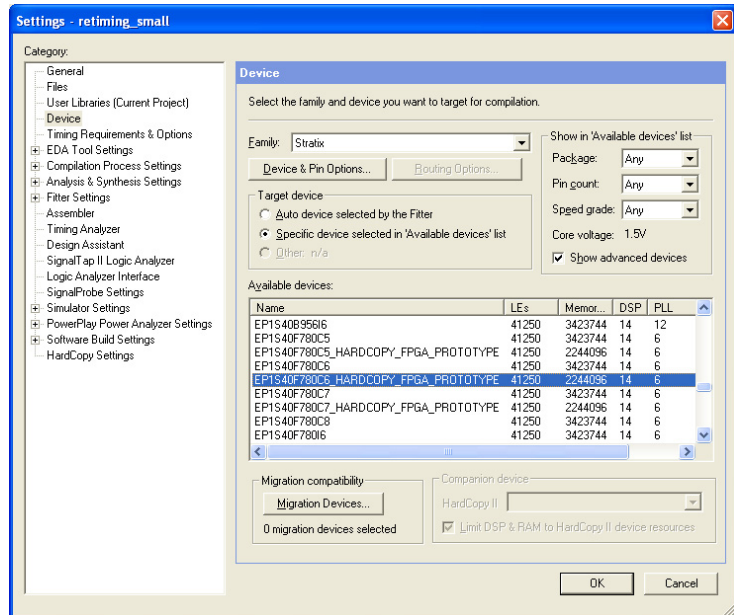 Settings - retiming_small
Category:
General
Files
User Libraries (Current Project)
Device
Timing Requirements & Options
EDA Tool Settings
Compilation Process Settings
Analysis & Synthesis Settings
Fitter Settings
Assembler
Timing Analyzer
Design Assistant
SignalTap II Logic Analyzer
Logic Analyzer Interface
SignalProbe Settings
Simulator Settings
PowerPlay Power Analyzer Settings
Software Build Settings
HardCopy Settings
Device
Select the family and device you want to target for compilation.
Family: Stratix
Device & Pin Options... Routing Options...
Target device
Auto device selected by the Fitter
Specific device selected in 'Available devices' list
Other: n/a
Show in 'Available devices' list
Package: Any
Pin count: Any
Speed grade: Any
Core voltage: 1.5V
Show advanced devices
Available devices:
Name LEs Memor... DSP PLL
EP1S40B956I6 41250 3423744 14 12
EP1S40F780C5 41250 3423744 14 6
EP1S40F780C5_HARDCOPY_FPGA_PROTOTYPE 41250 2244096 14 6
EP1S40F780C6 41250 3423744 14 6
EP1S40F780C6_HARDCOPY_FPGA_PROTOTYPE 41250 2244096 14 6
EP1S40F780C7 41250 3423744 14 6
EP1S40F780C7_HARDCOPY_FPGA_PROTOTYPE 41250 2244096 14 6
EP1S40F780C8 41250 3423744 14 6
EP1S40F780I6 41250 3423744 14 6
Migration compatibility
Migration Devices...
0 migration devices selected
Companion device
HardCopy II
Limit DSP & RAM to HardCopy II device resources
OK Cancel